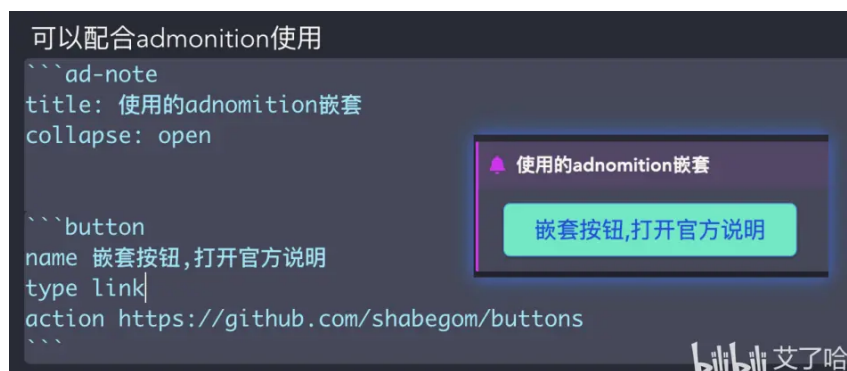 可以配合admonition使用
```ad-note
title: 使用的adnomition嵌套
collapse: open
```button
name 嵌套按钮,打开官方说明
type link
action https://github.com/shabegom/buttons
```
使用的adnomition嵌套
嵌套按钮,打开官方说明
bilibili 艾了哈